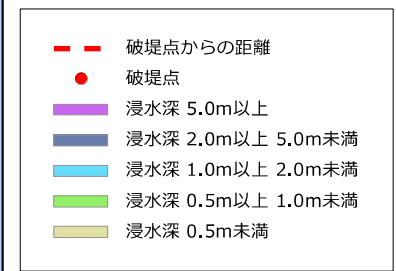 破堤点からの距離
破堤点
浸水深 5.0m以上
浸水深 2.0m以上 5.0m未満
浸水深 1.0m以上 2.0m未満
浸水深 0.5m以上 1.0m未満
浸水深 0.5m未満